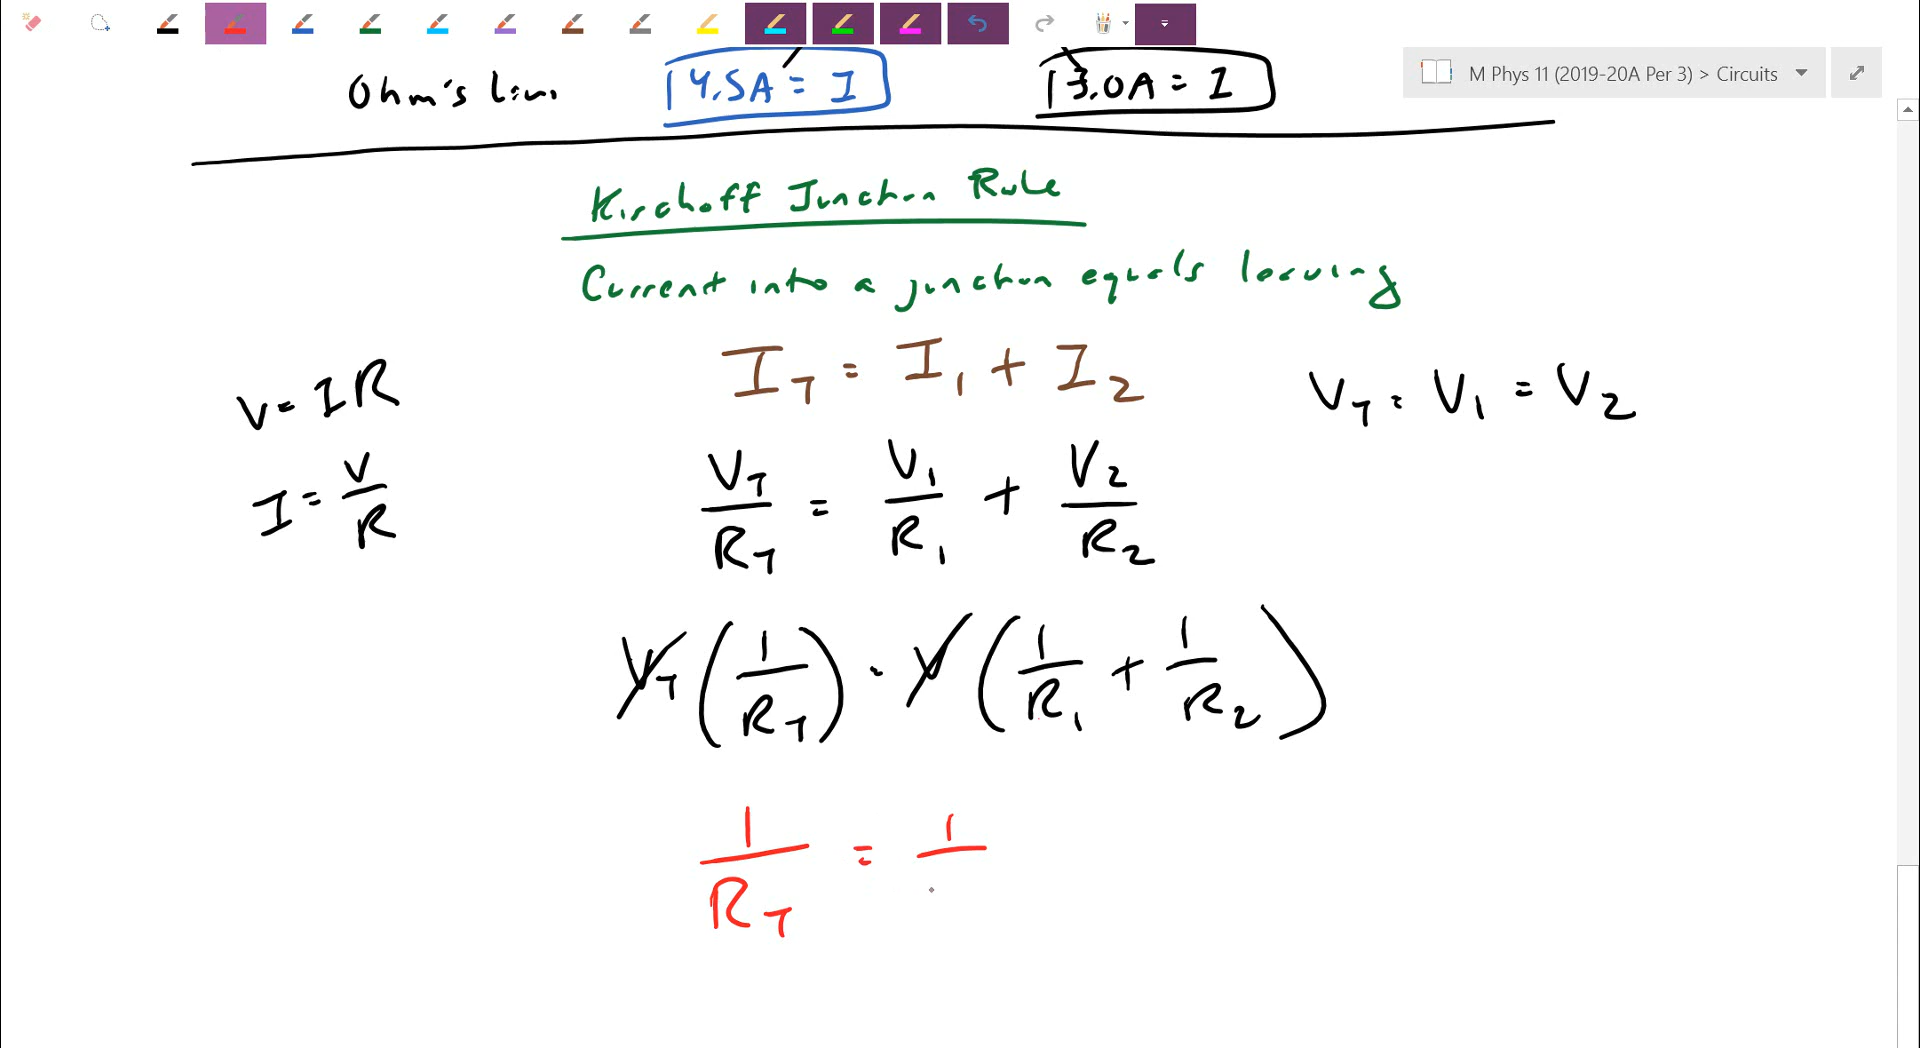 M Phys 11 (2019-20A Per 3) > Circuits
Ohm's Law 4.5A = I 3.0A = I
Kirchoff Junction Rule
Current into a junction equals leaving
V = IR
I_T = I_1 + I_2
V_T = V_1 = V_2
I = V/R
V_T/R_T = V_1/R_1 + V_2/R_2
V_T (1/R_T) = V (1/R_1 + 1/R_2)
1/R_T = 1